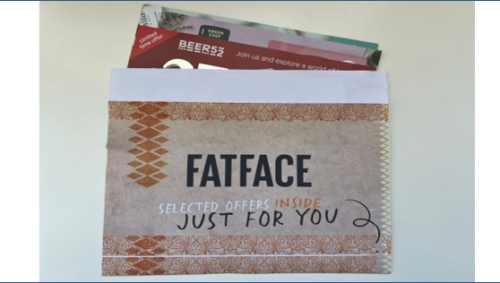 GREEN
CHEF
Limited
time offer
BEER52
Join us and explore a world of
FATFACE
SELECTED OFFERS INSIDE
JUST FOR YOU